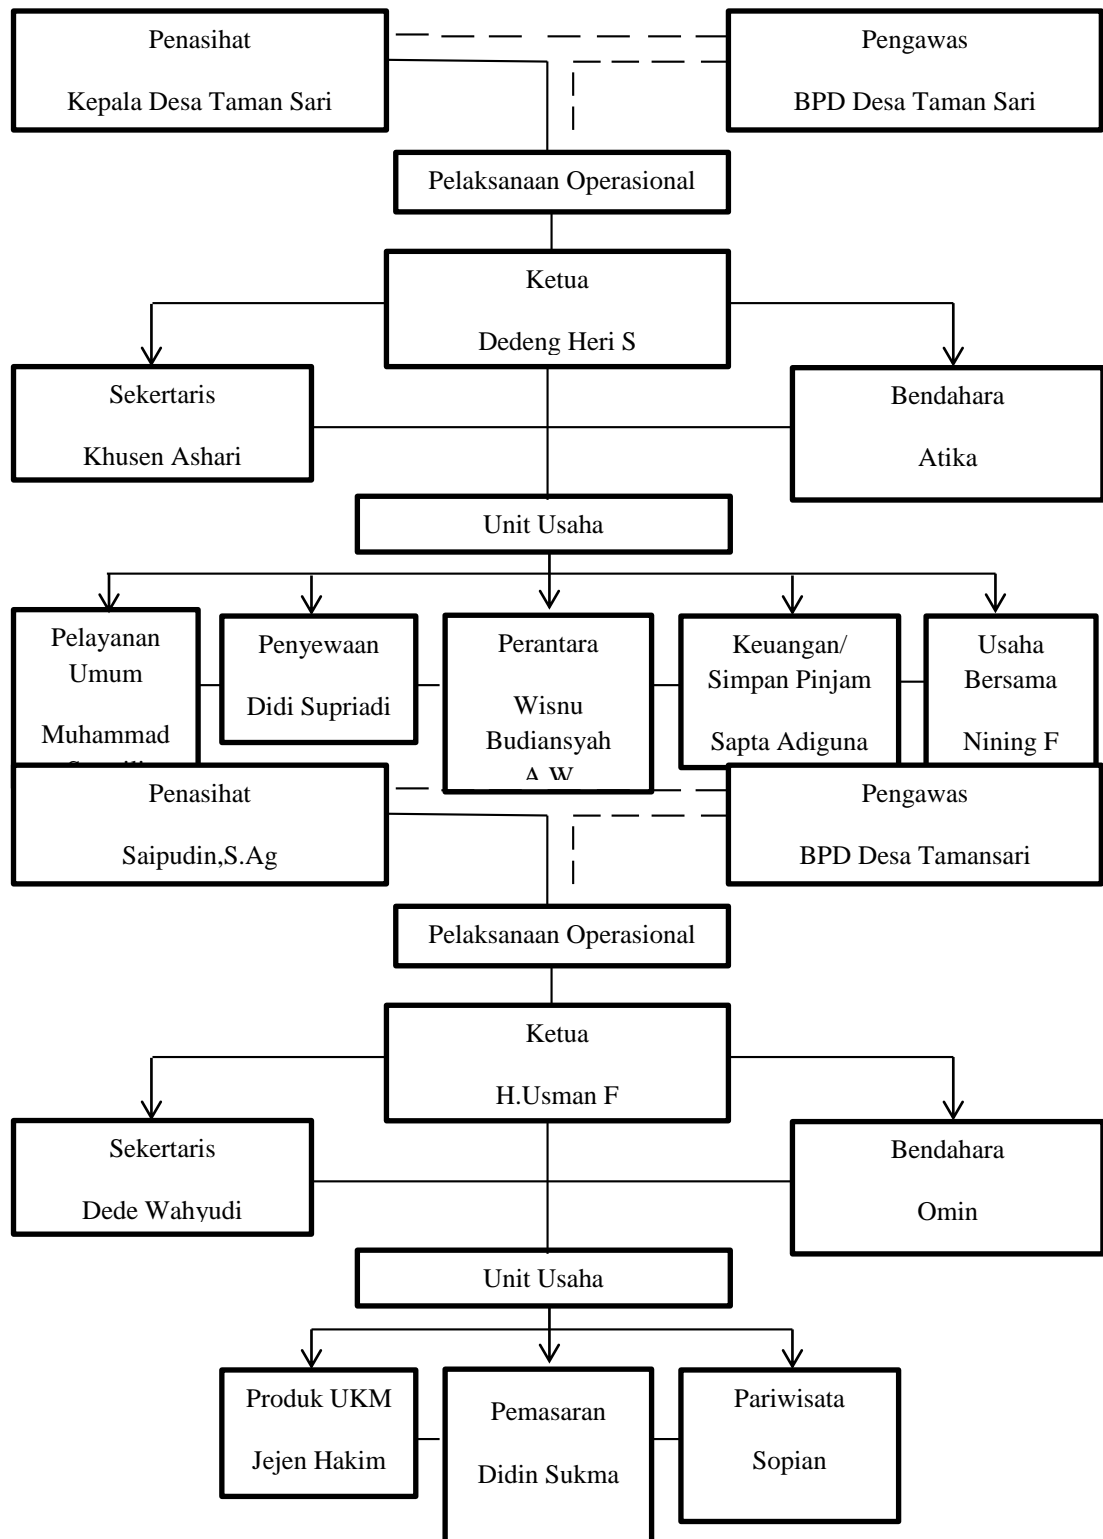 Penasihat
Kepala Desa Taman Sari
Pengawas
BPD Desa Taman Sari
Pelaksanaan Operasional
Ketua
Dedeng Heri S
Sekertaris
Khusen Ashari
Bendahara
Atika
Unit Usaha
Pelayanan
Umum
Muhammad
Penyewaan
Didi Supriadi
Perantara
Wisnu
Budiansyah
A.W
Keuangan/
Simpan Pinjam
Sapta Adiguna
Usaha
Bersama
Nining F
Penasihat
Saipudin,S.Ag
Pengawas
BPD Desa Tamansari
Pelaksanaan Operasional
Ketua
H.Usman F
Sekertaris
Dede Wahyudi
Bendahara
Omin
Unit Usaha
Produk UKM
Jejen Hakim
Pemasaran
Didin Sukma
Pariwisata
Sopian